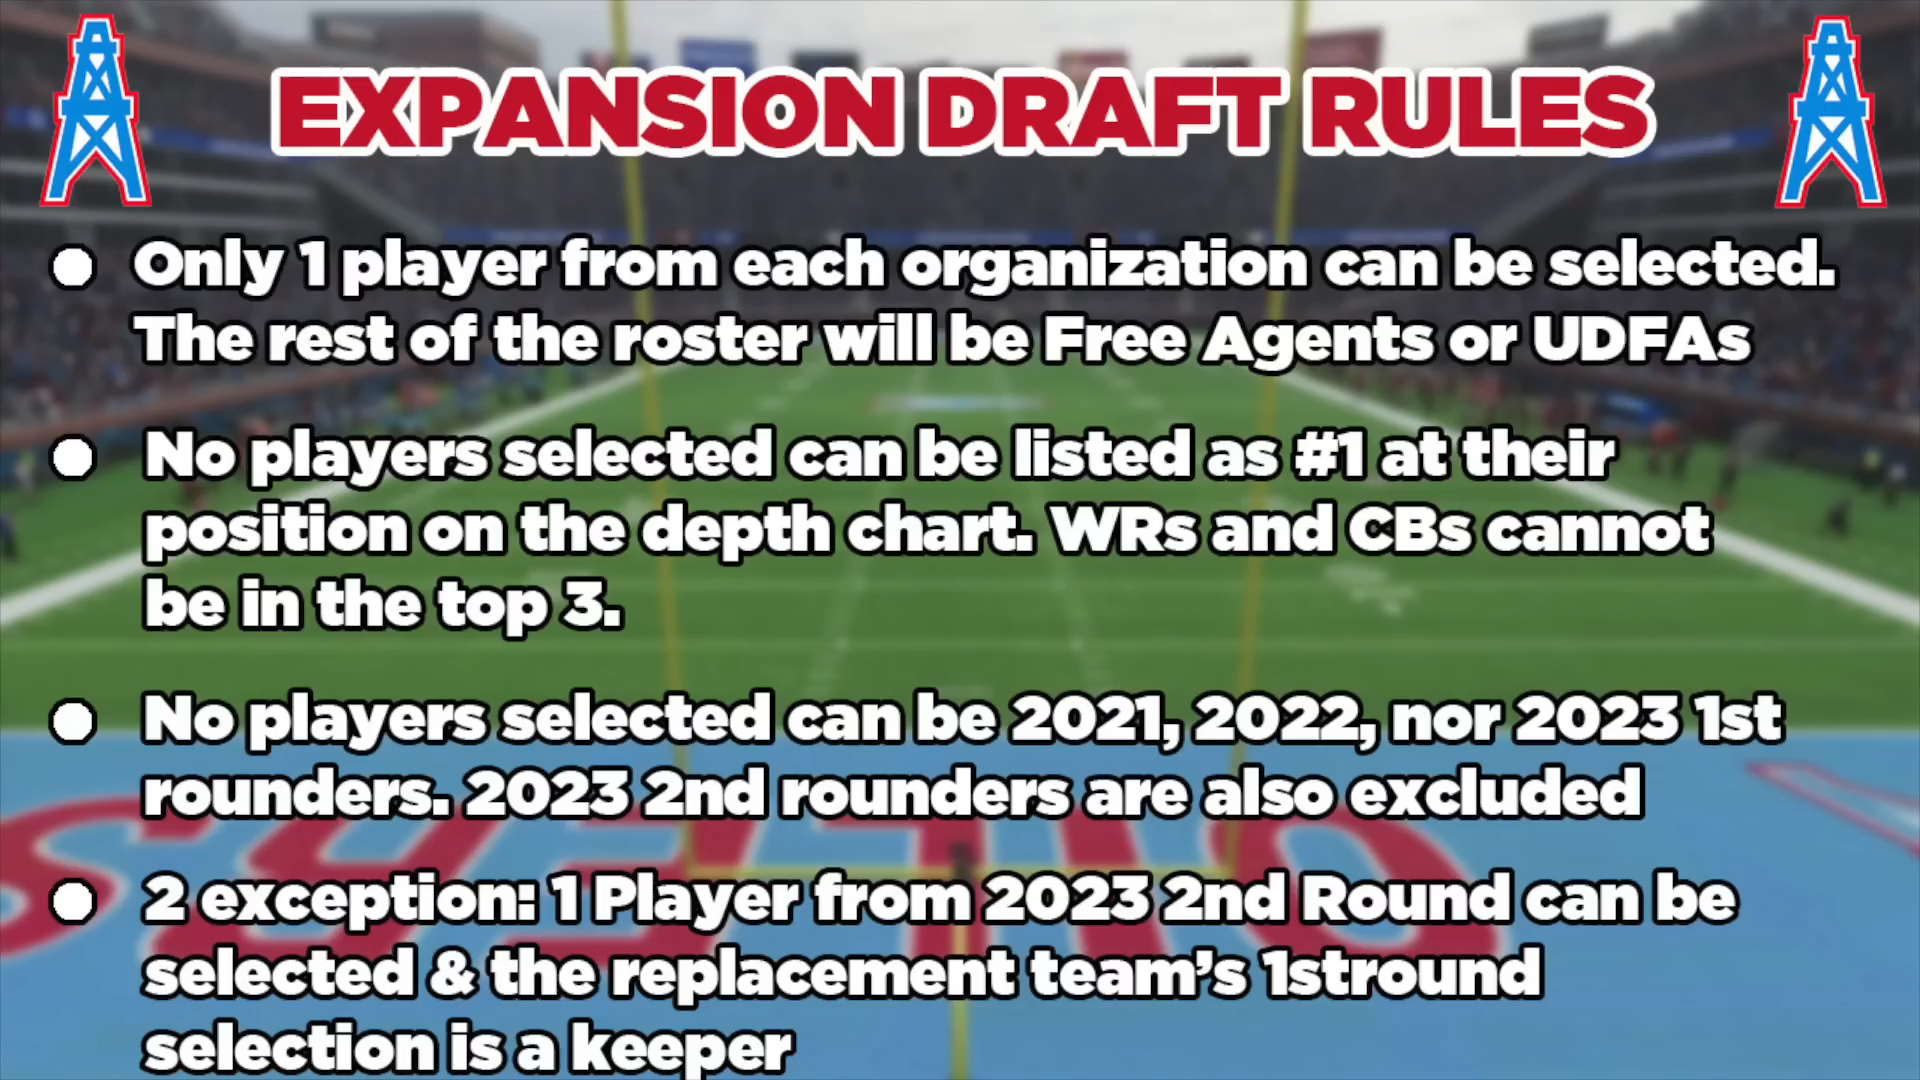 EXPANSION DRAFT RULES
Only 1 player from each organization can be selected.
The rest of the roster will be Free Agents or UDFAs
No players selected can be listed as #1 at their
position on the depth chart. WRs and CBs cannot
be in the top 3.
No players selected can be 2021, 2022, nor 2023 1st
rounders. 2023 2nd rounders are also excluded
2 exception: 1 Player from 2023 2nd Round can be
selected & the replacement team's 1stround
selection is a keeper
OILERS